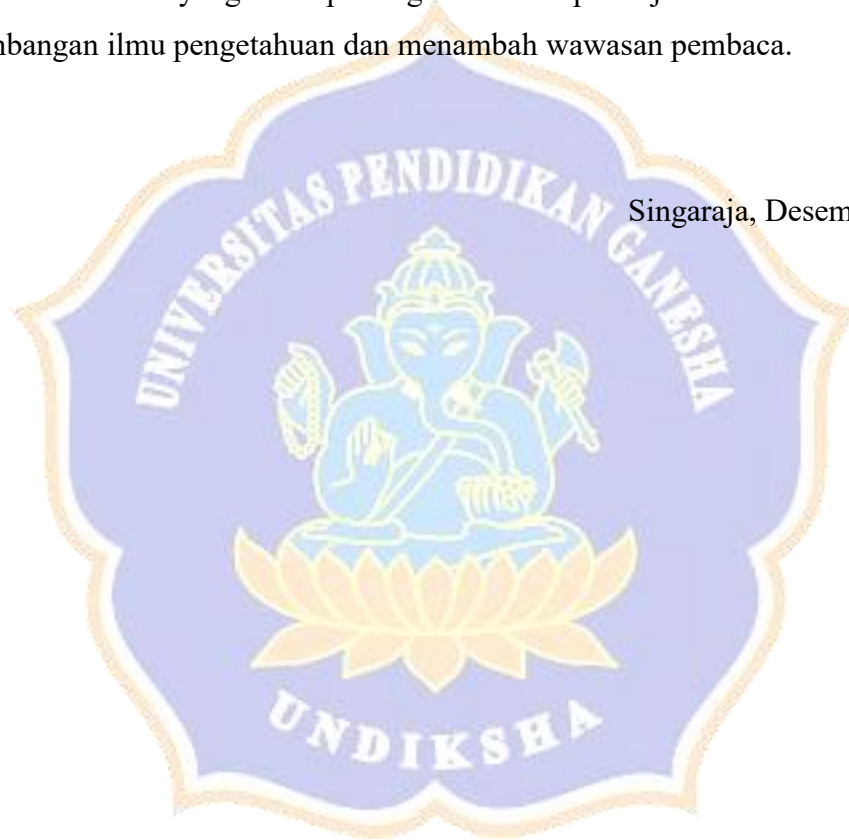 mbangan ilmu pengetahuan dan menambah wawasan pembaca.
Singaraja, Desem
UNIVERSITAS PENDIDIKAN GANESHA
UNDIKSHA